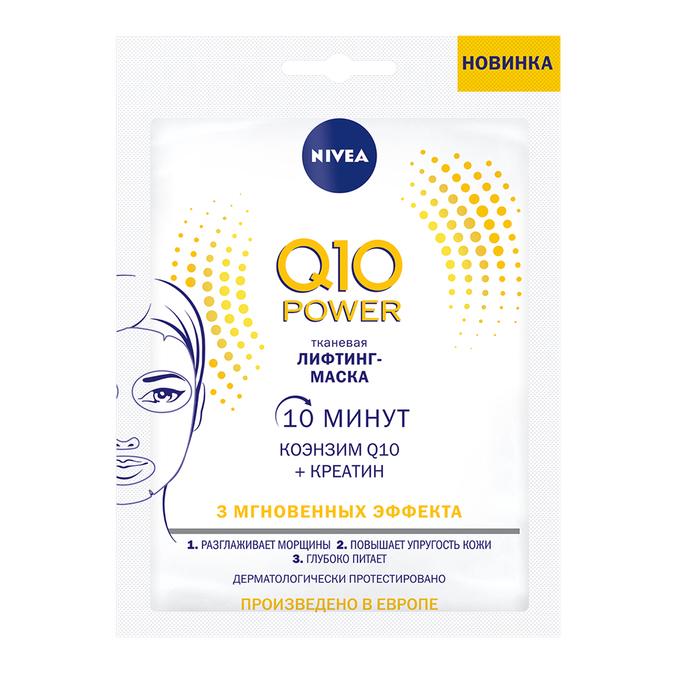 НОВИНКА
NIVEA
Q10
POWER
тканевая
ЛИФТИНГ-
МАСКА
10 МИНУТ
КОЭНЗИМ Q10
+ КРЕАТИН
3 МГНОВЕННЫХ ЭФФЕКТА
1. РАЗГЛАЖИВАЕТ МОРЩИНЫ 2. ПОВЫШАЕТ УПРУГОСТЬ КОЖИ
3. ГЛУБОКО ПИТАЕТ
ДЕРМАТОЛОГИЧЕСКИ ПРОТЕСТИРОВАНО
ПРОИЗВЕДЕНО В ЕВРОПЕ